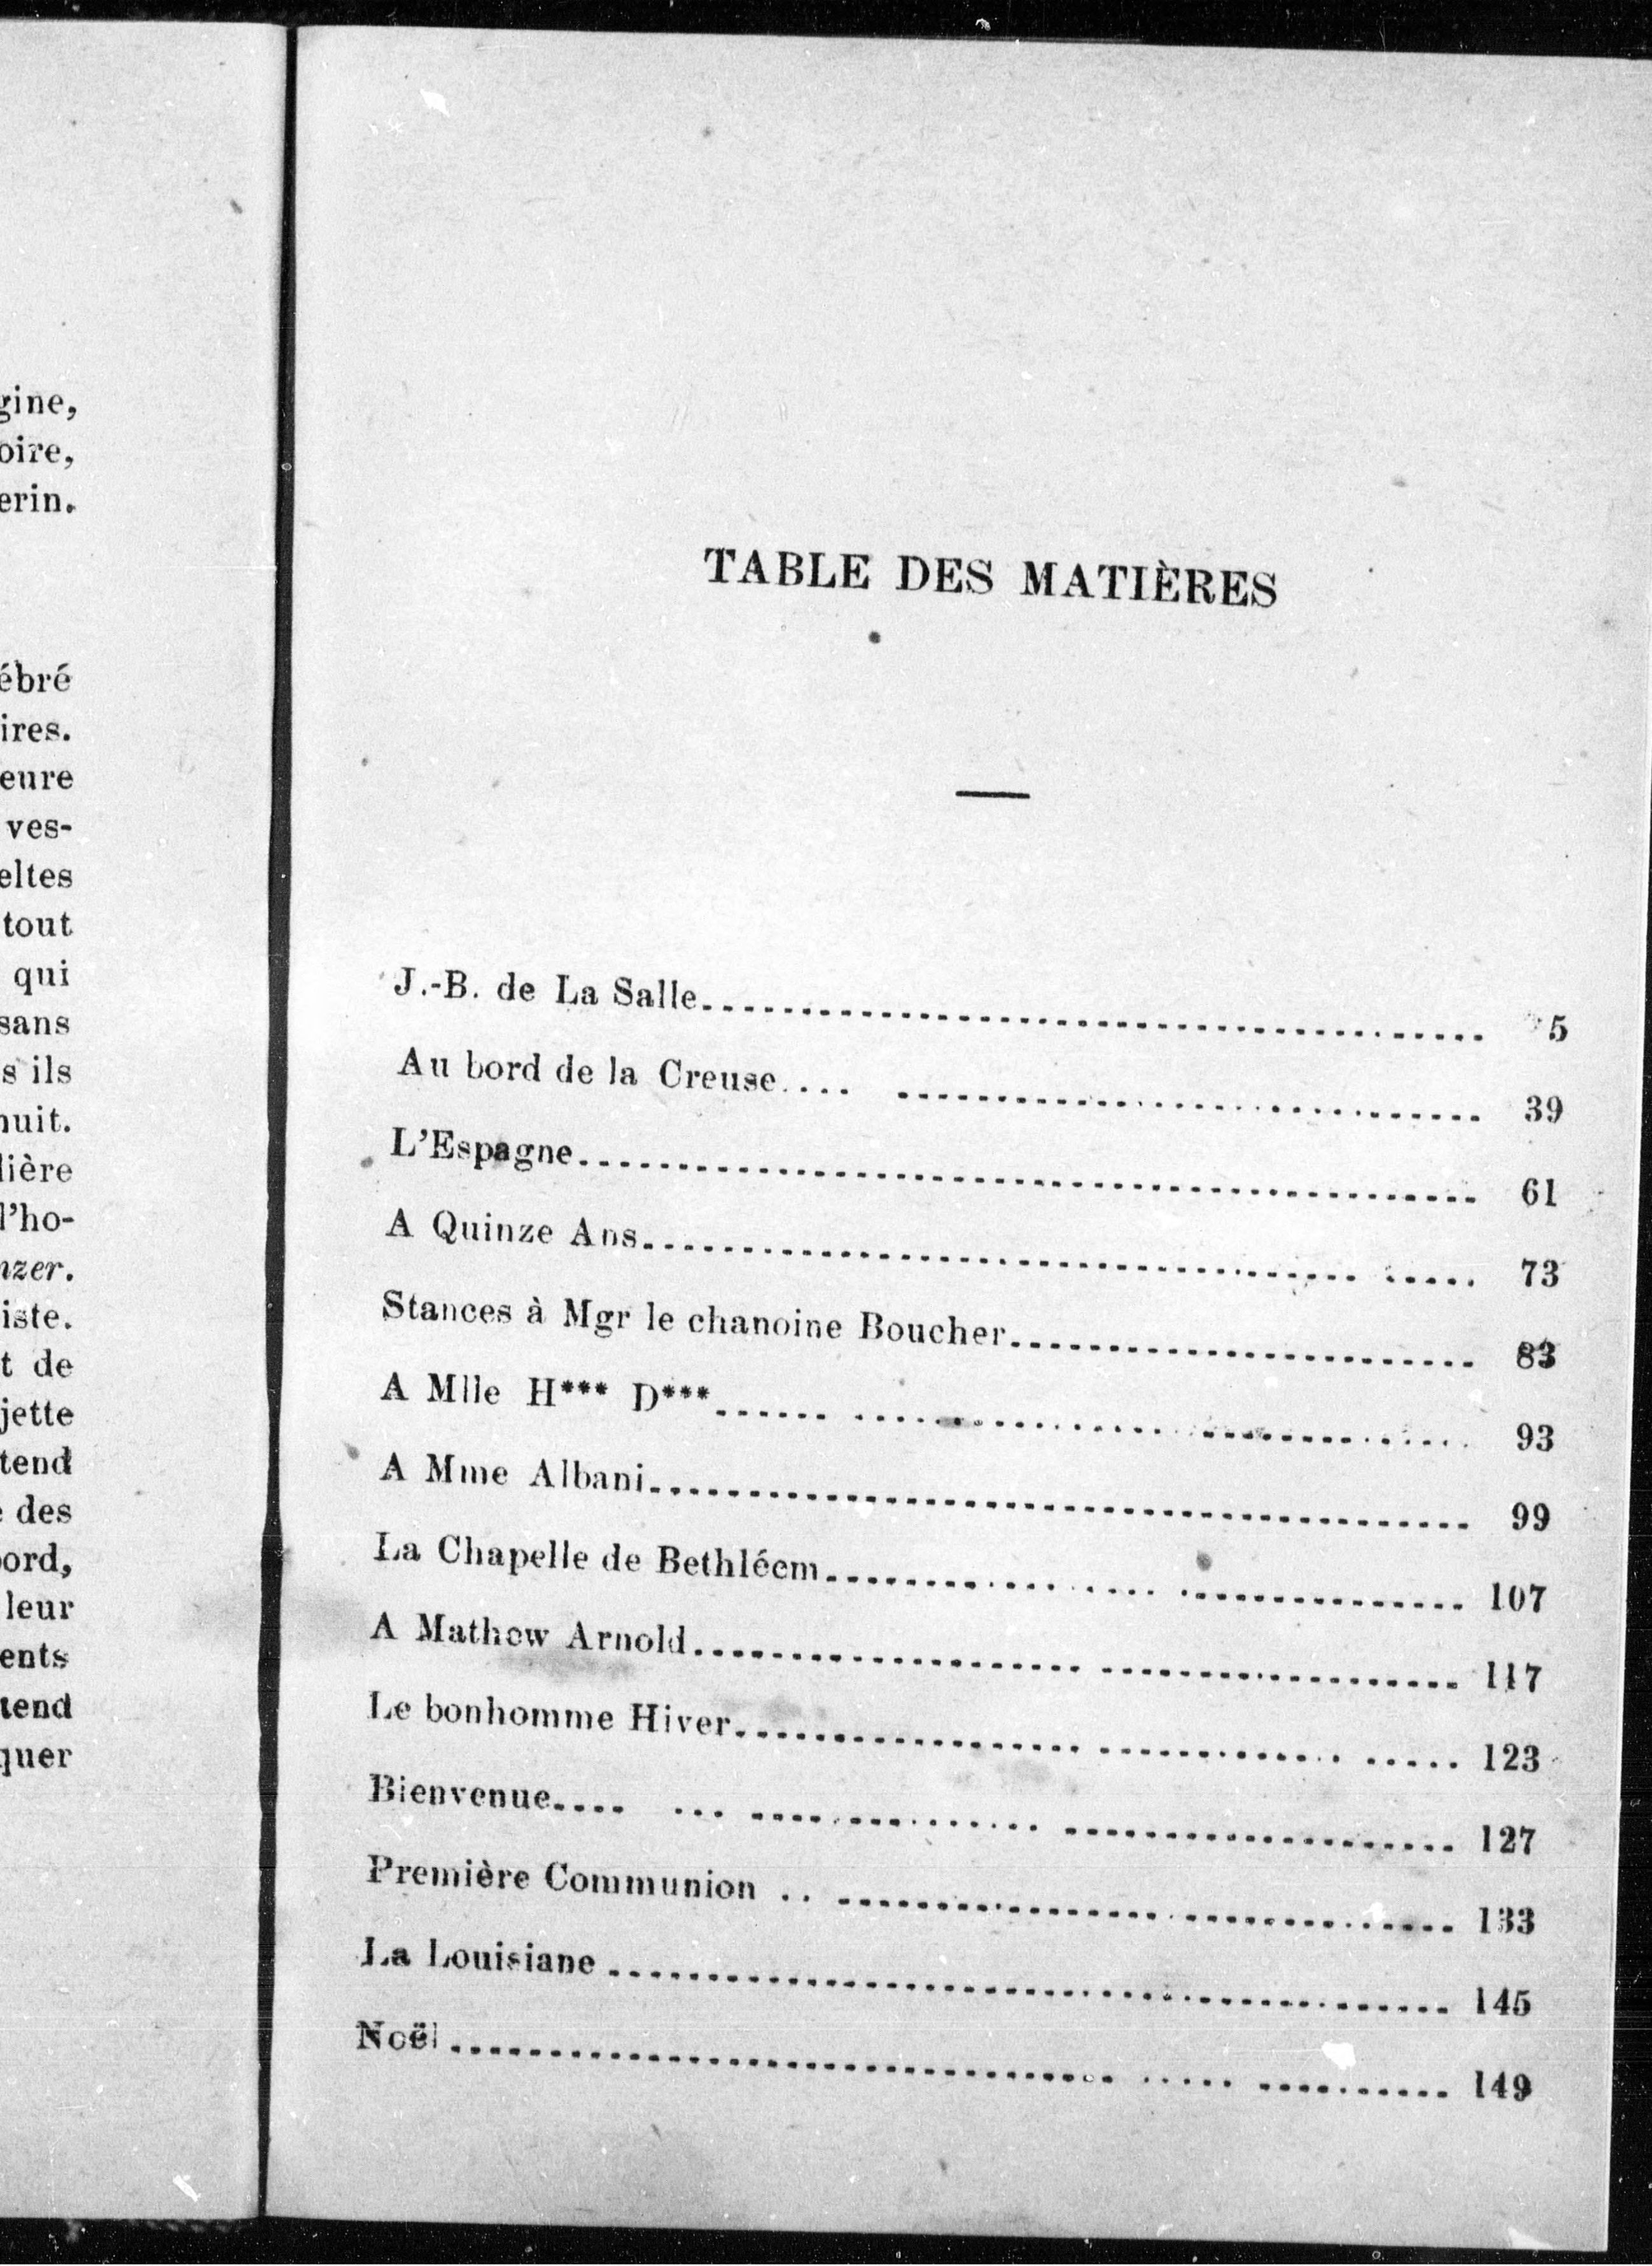 gine,
oire,
erin.
ébré
ires.
eure
ves-
eltes
tout
qui
sans
s ils
nuit.
lière
l'ho-
nzer.
iste.
t de
jette
tend
e des
bord,
leur
ents
tend
quer
TABLE DES MATIÈRES
J.-B. de La Salle........................................ 5
Au bord de la Creuse.... .............................. 39
L'Espagne............................................. 61
A Quinze Ans.................................... ..... 73
Stances à Mgr le chanoine Boucher........................ 83
A Mlle H*** D***...... ............................... 93
A Mme Albani.......................................... 99
La Chapelle de Bethléem................. ............... 107
A Mathew Arnold.................... ................... 117
Le bonhomme Hiver.................. ............. ..... 123
Bienvenue.... ... ............... .................... 127
Première Communion .. ................................ 133
La Louisiane ........................................... 145
Noël.................................. ..... .......... 149